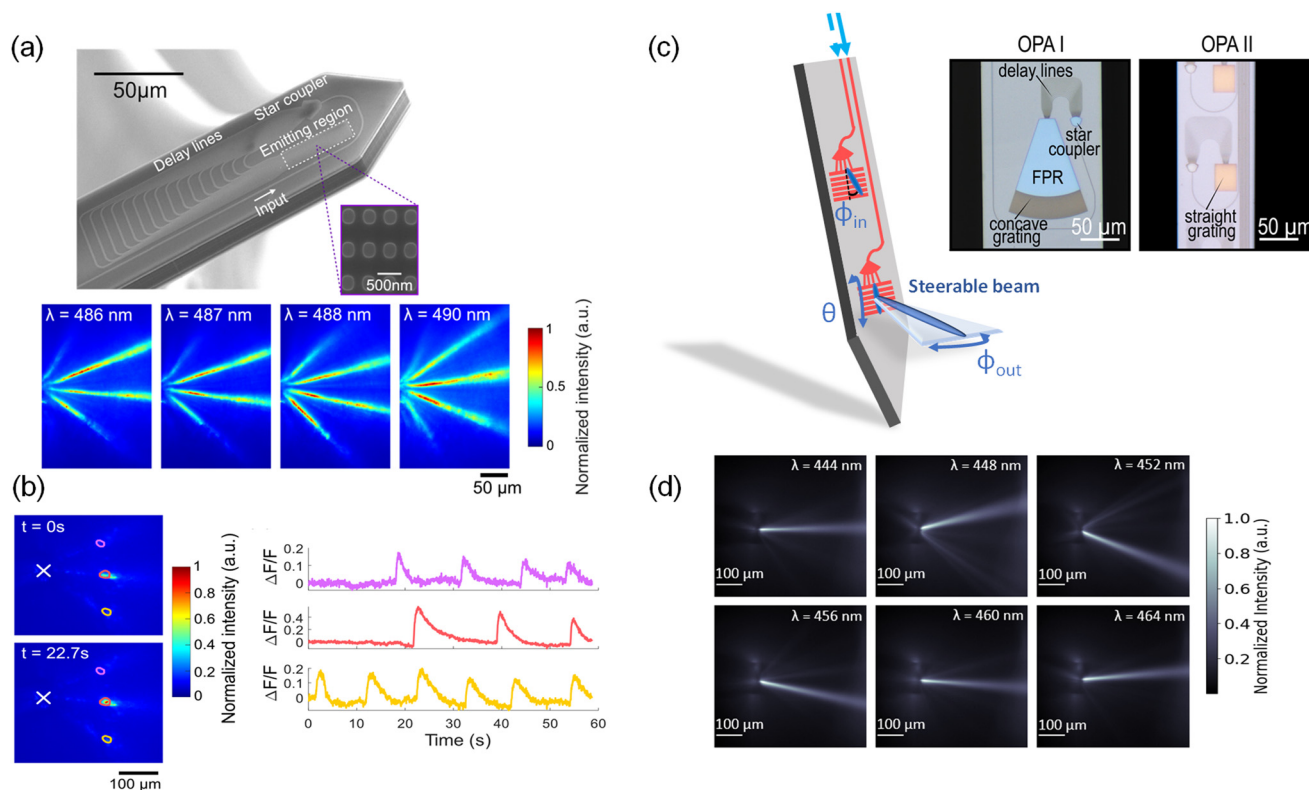 (a)
50µm
Delay lines
Star coupler
Emitting region
Input
500nm
λ = 486 nm
λ = 487 nm
λ = 488 nm
λ = 490 nm
1
0.5
0
Normalized intensity (a.u.)
50 µm
(b)
t = 0s
t = 22.7s
1
0.8
0.6
0.4
0.2
0
Normalized intensity (a.u.)
100 µm
0.2
0.1
0
ΔF/F
0.4
0.2
0
ΔF/F
0.2
0.1
0
ΔF/F
0 10 20 30 40 50 60
Time (s)
(c)
ϕin
θ
Steerable beam
ϕout
OPA I
delay lines
star
coupler
FPR
concave
grating
50 µm
OPA II
straight
grating
50 µm
(d)
λ = 444 nm
100 µm
λ = 448 nm
100 µm
λ = 452 nm
100 µm
λ = 456 nm
100 µm
λ = 460 nm
100 µm
λ = 464 nm
100 µm
1.0
0.8
0.6
0.4
0.2
Normalized Intensity (a.u.)